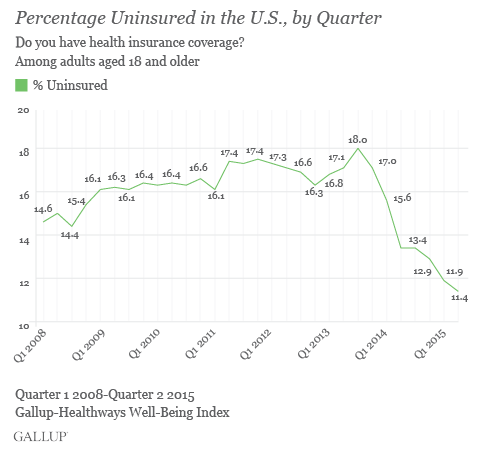 Percentage Uninsured in the U.S., by Quarter
Do you have health insurance coverage?
Among adults aged 18 and older
% Uninsured
20
18
16
14
12
10
14.6
14.4
15.4
16.1
16.3
16.1
16.4
16.4
16.6
16.1
17.4
17.4
17.3
16.6
16.3
16.8
17.1
18.0
17.0
15.6
13.4
12.9
11.9
11.4
Q1 2008
Q1 2009
Q1 2010
Q1 2011
Q1 2012
Q1 2013
Q1 2014
Q1 2015
Quarter 1 2008-Quarter 2 2015
Gallup-Healthways Well-Being Index
GALLUP